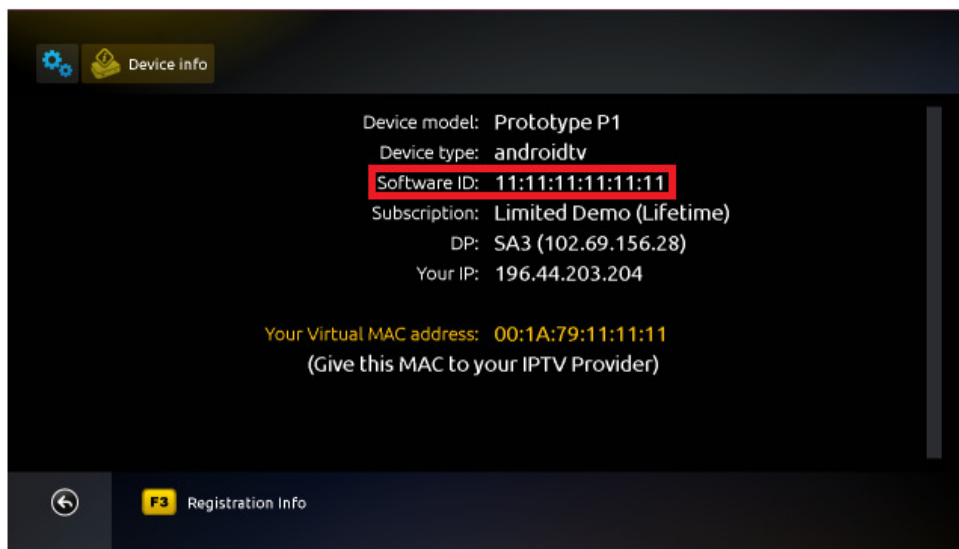 Device info
Device model: Prototype P1
Device type: androidtv
Software ID: 11:11:11:11:11:11
Subscription: Limited Demo (Lifetime)
DP: SA3 (102.69.156.28)
Your IP: 196.44.203.204
Your Virtual MAC address: 00:1A:79:11:11:11
(Give this MAC to your IPTV Provider)
F3 Registration Info